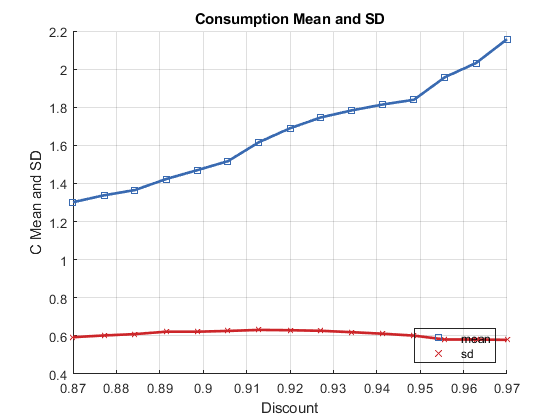 Consumption Mean and SD
2.2
2
1.8
1.6
1.4
1.2
1
0.8
0.6
0.4
C Mean and SD
0.87 0.88 0.89 0.9 0.91 0.92 0.93 0.94 0.95 0.96 0.97
Discount
mean
sd